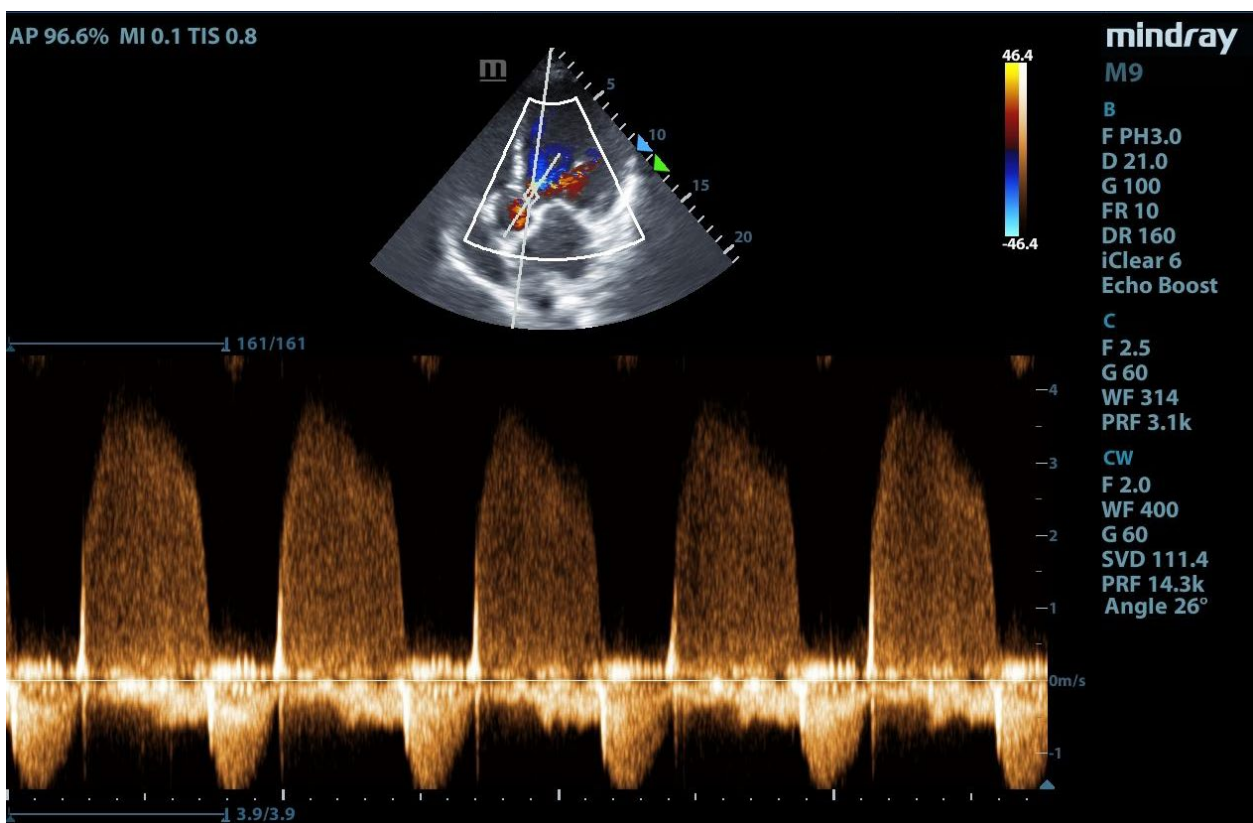 AP 96.6% MI 0.1 TIS 0.8
m
5
10
15
20
46.4
-46.4
mindray
M9
B
F PH3.0
D 21.0
G 100
FR 10
DR 160
iClear 6
Echo Boost
C
F 2.5
G 60
WF 314
PRF 3.1k
CW
F 2.0
WF 400
G 60
SVD 111.4
PRF 14.3k
Angle 26°
161/161
4
3
2
1
0m/s
-1
3.9/3.9